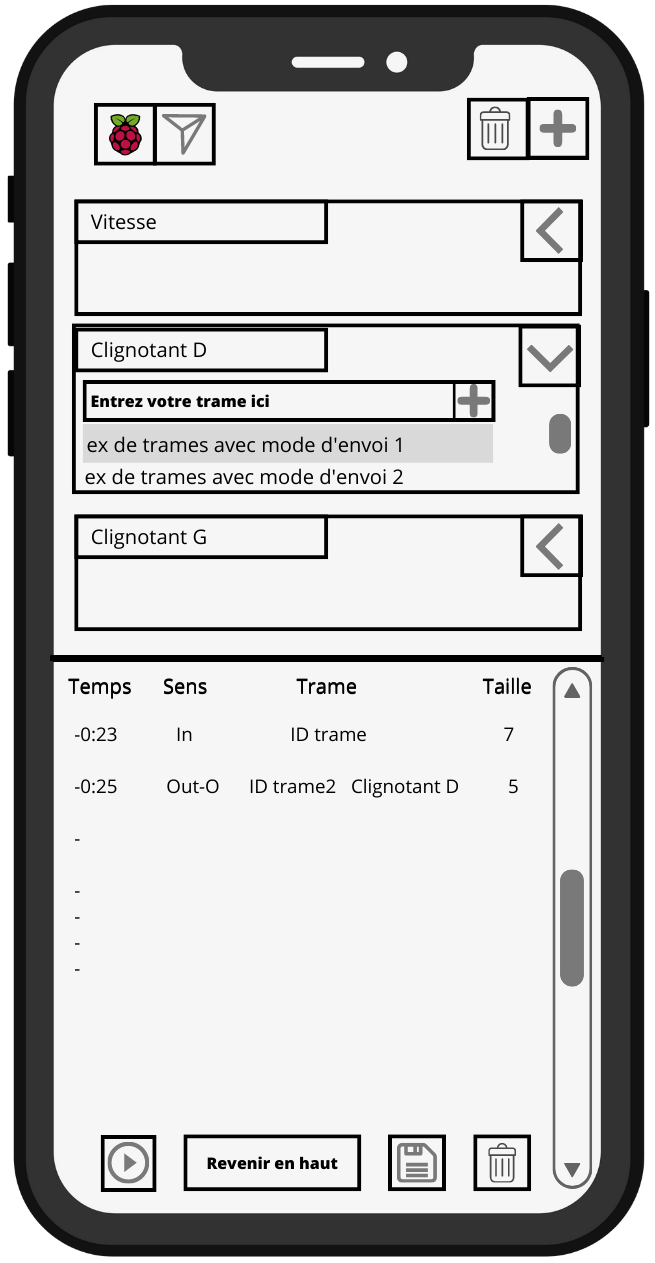 Vitesse
Clignotant D
Entrez votre trame ici
ex de trames avec mode d'envoi 1
ex de trames avec mode d'envoi 2
Clignotant G
Temps Sens Trame Taille
-0:23 In ID trame 7
-0:25 Out-O ID trame2 Clignotant D 5
-
-
-
-
-
Revenir en haut